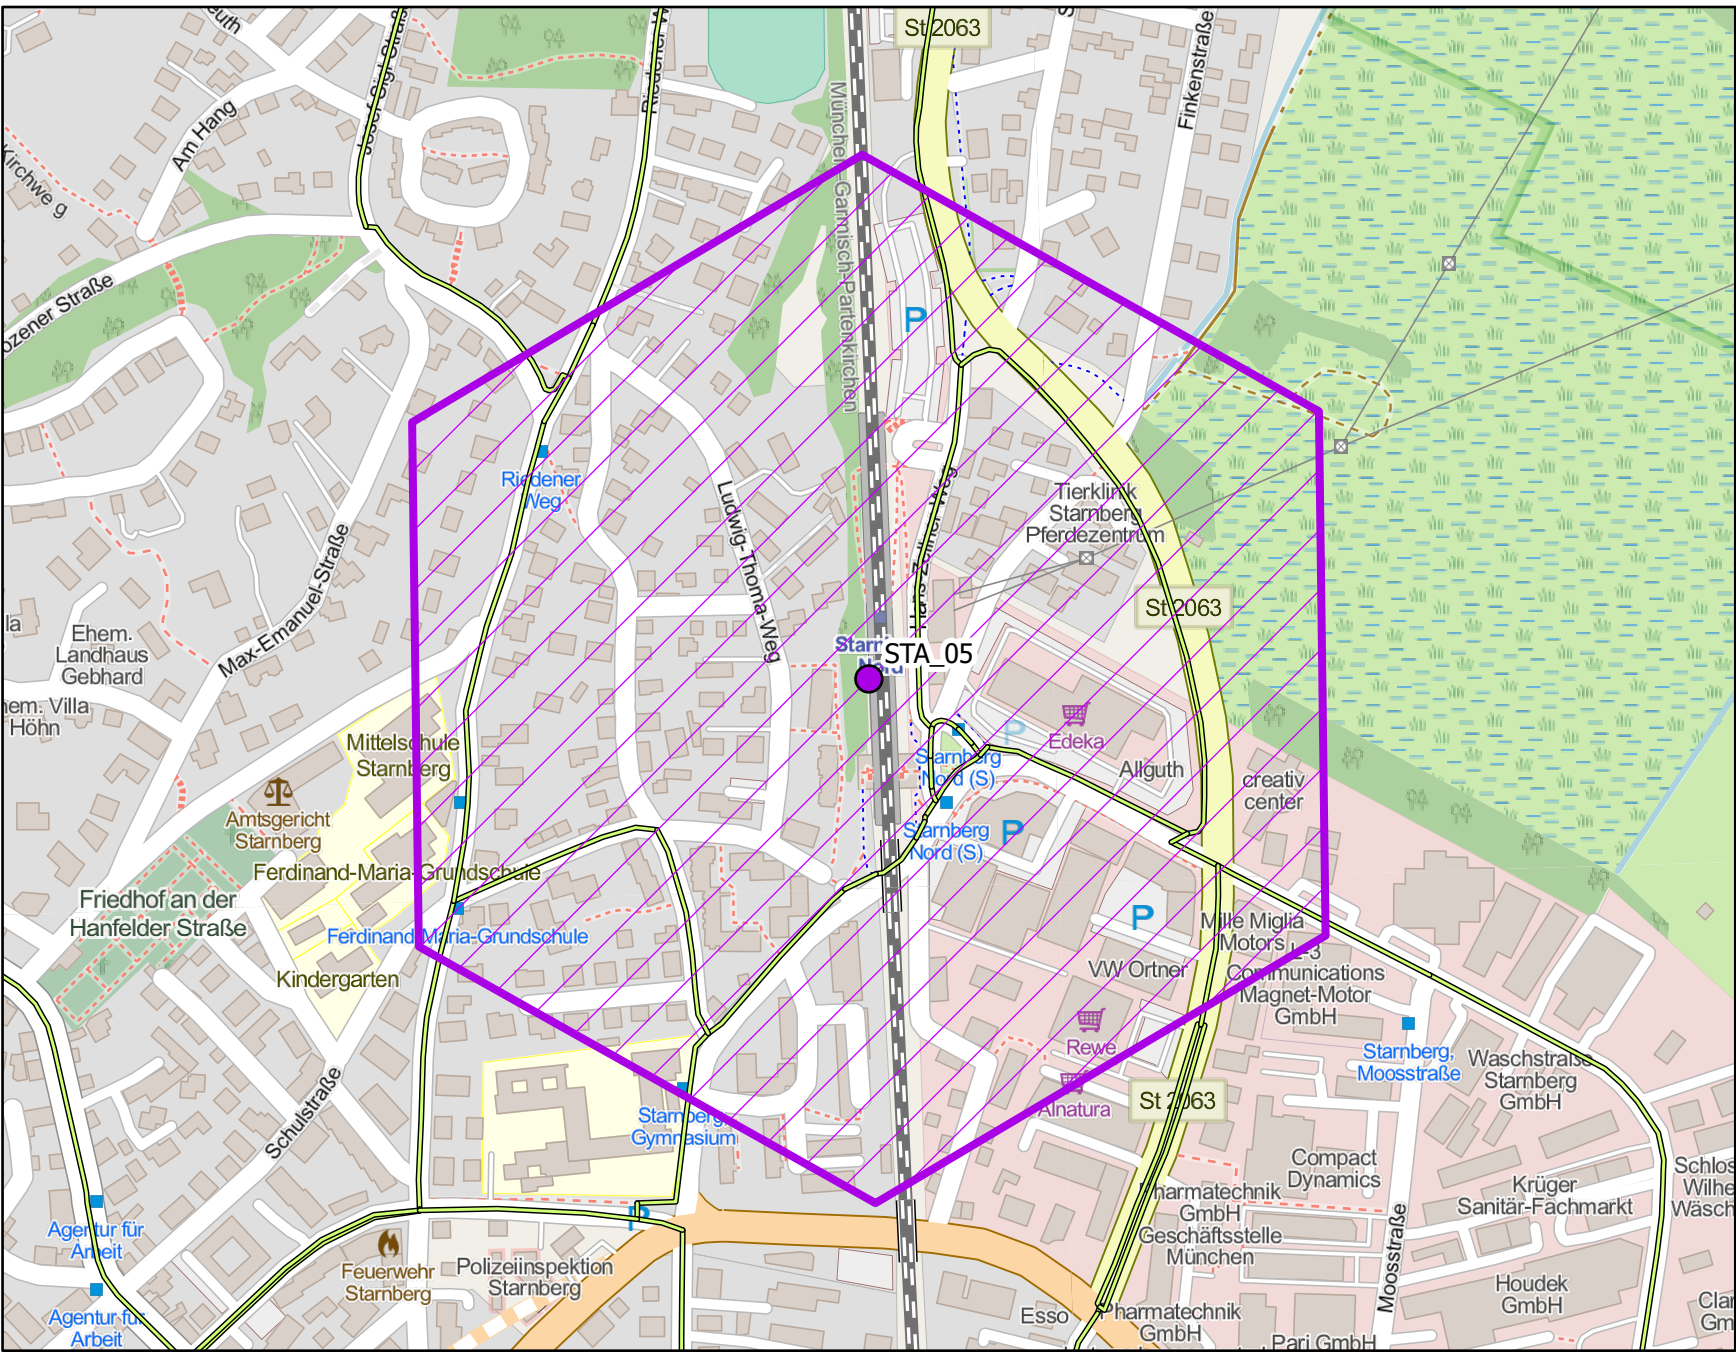 St 2063
Am Hang
Finkenstraße
Kirchweg
München-Garmisch-Partenkirchen
P
Riedener
Weg
Ludwig-Thoma-Weg
Tierklinik
Starnberg
Pferdezentrum
Max-Emanuel-Straße
Ehem.
Landhaus
Gebhard
St 2063
STA_05
Nord
Höhn
Mittelschule
Starnberg
P
Edeka
Starnberg
Nord (S)
Allguth
creativ
center
Amtsgericht
Starnberg
Starnberg
Nord (S)
P
Ferdinand-Maria-Grundschule
Friedhof an der
Hanfelder Straße
Ferdinand-Maria-Grundschule
P
Mille Miglia
Motors
Kindergarten
VW Ortner
Communications
Magnet-Motor
GmbH
Rewe
Starnberg,
Moosstraße
Waschstraße
Starnberg
GmbH
Alnatura
St 2063
Schulstraße
Starnberg,
Gymnasium
Compact
Dynamics
Krüger
Sanitär-Fachmarkt
Pharmatechnik
GmbH
Geschäftsstelle
München
P
Agentur für
Arbeit
Feuerwehr
Starnberg
Polizeiinspektion
Starnberg
Moosstraße
Houdek
GmbH
Agentur für
Arbeit
Esso
Pharmatechnik
GmbH
Pari GmbH